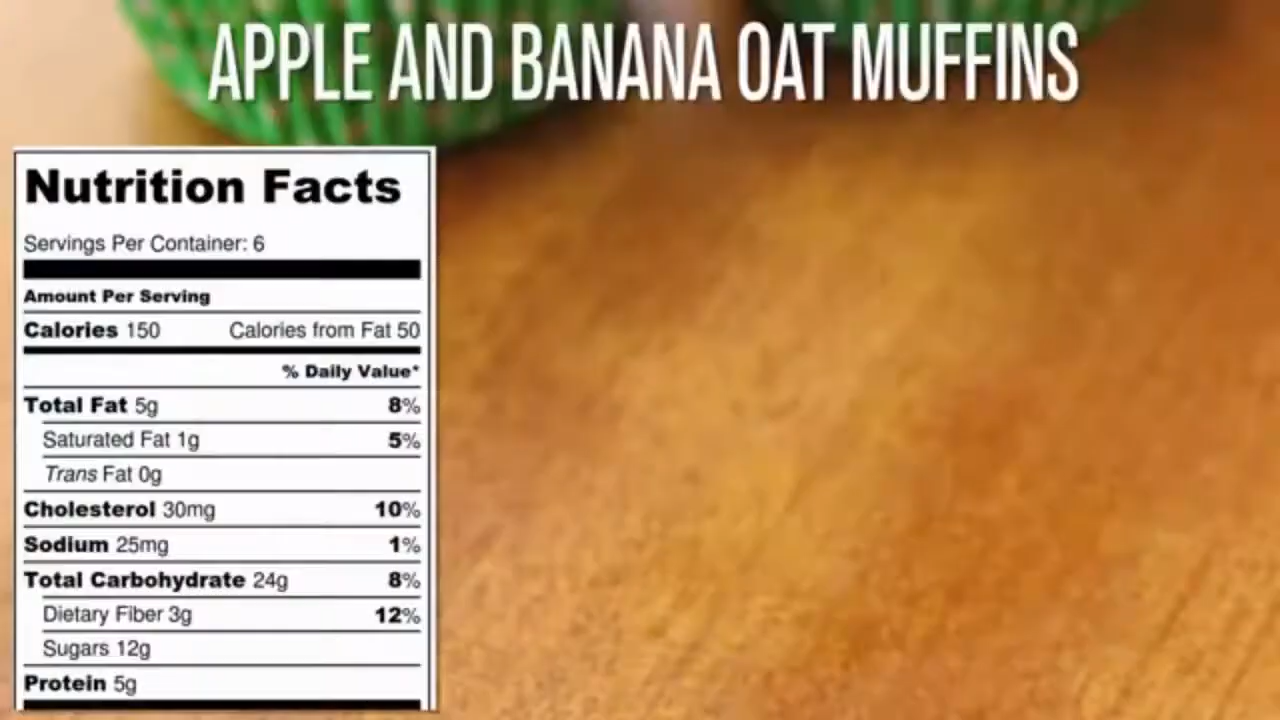 APPLE AND BANANA OAT MUFFINS
Nutrition Facts
Servings Per Container: 6
Amount Per Serving
Calories 150 Calories from Fat 50
% Daily Value*
Total Fat 5g 8%
Saturated Fat 1g 5%
Trans Fat 0g
Cholesterol 30mg 10%
Sodium 25mg 1%
Total Carbohydrate 24g 8%
Dietary Fiber 3g 12%
Sugars 12g
Protein 5g